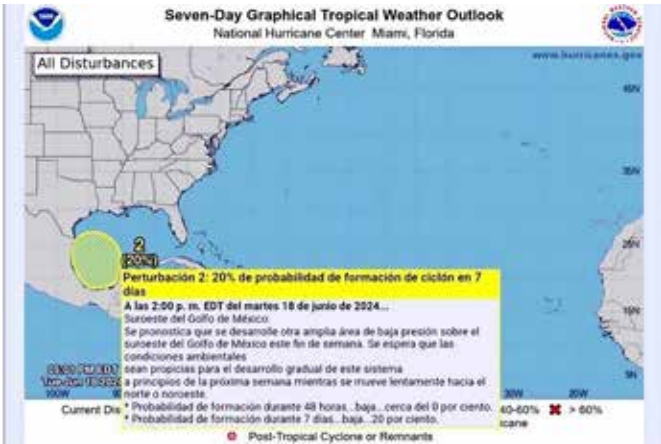 Seven-Day Graphical Tropical Weather Outlook
National Hurricane Center Miami, Florida
All Disturbances
www.hurricanes.gov
45N
35N
25N
2
(20%)
Perturbación 2: 20% de probabilidad de formación de ciclón en 7
días
A las 2:00 p. m. EDT del martes 18 de junio de 2024...
Suroeste del Golfo de México:
Se pronostica que se desarrolle otra amplia área de baja presión sobre el
suroeste del Golfo de México este fin de semana. Se espera que las
condiciones ambientales
sean propicias para el desarrollo gradual de este sistema
a principios de la próxima semana mientras se mueve lentamente hacia el
norte o noroeste.
* Probabilidad de formación durante 48 horas...baja...cerca del 0 por ciento.
* Probabilidad de formación durante 7 días...baja...20 por ciento.
PM EDT
Tue Jun 18
100W
30W
20W
Current Dis
40-60%
> 60%
icane
Post-Tropical Cyclone or Remnants